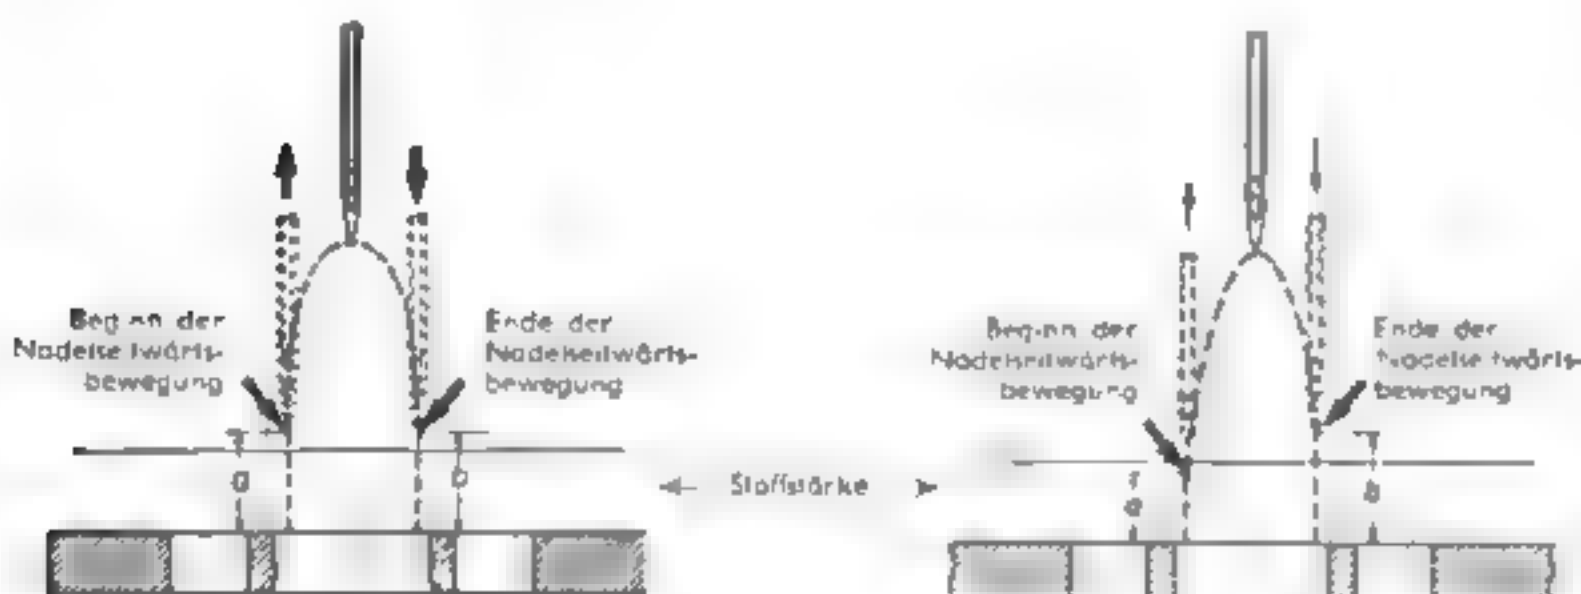 Beginn der
Nadelseitwärts-
bewegung
Ende der
Nadelseitwärts-
bewegung
a
b
Stoffstärke
Beginn der
Nadelseitwärts-
bewegung
Ende der
Nadelseitwärts-
bewegung
a
b